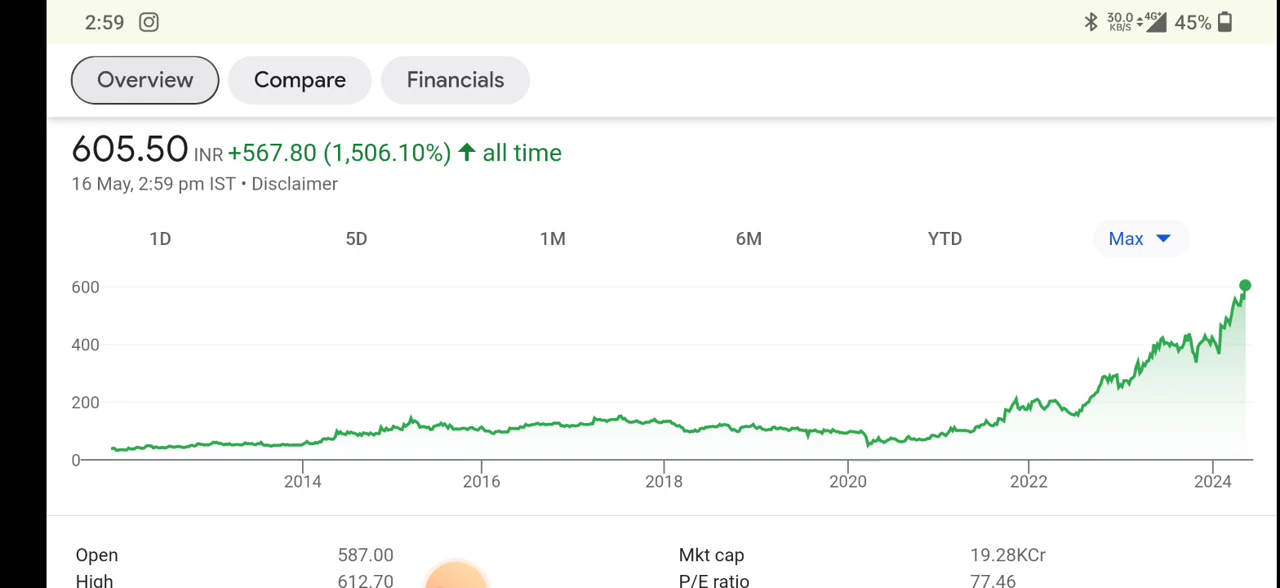 2:59 30.0 KB/S 4G+ 45%
Overview Compare Financials
605.50 INR +567.80 (1,506.10%) ↑ all time
16 May, 2:59 pm IST • Disclaimer
1D 5D 1M 6M YTD Max
600
400
200
0
2014 2016 2018 2020 2022 2024
Open 587.00 Mkt cap 19.28KCr
High 612.70 P/E ratio 77.46